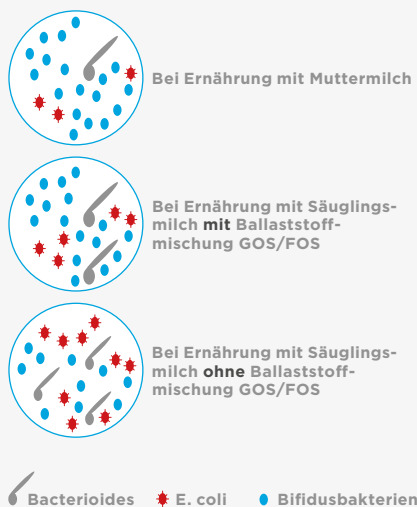 Bei Ernährung mit Muttermilch
Bei Ernährung mit Säuglings-
milch mit Ballaststoff-
mischung GOS/FOS
Bei Ernährung mit Säuglings-
milch ohne Ballaststoff-
mischung GOS/FOS
Bacterioides E. coli Bifidusbakterien